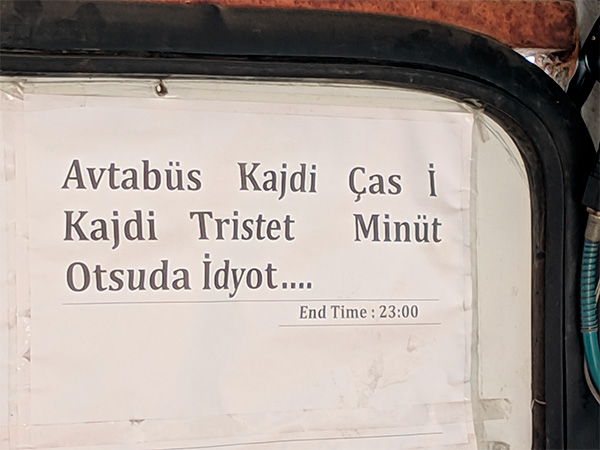 Avtabüs Kajdi Ças İ
Kajdi Tristet Minüt
Otsuda İdyot....
End Time : 23:00